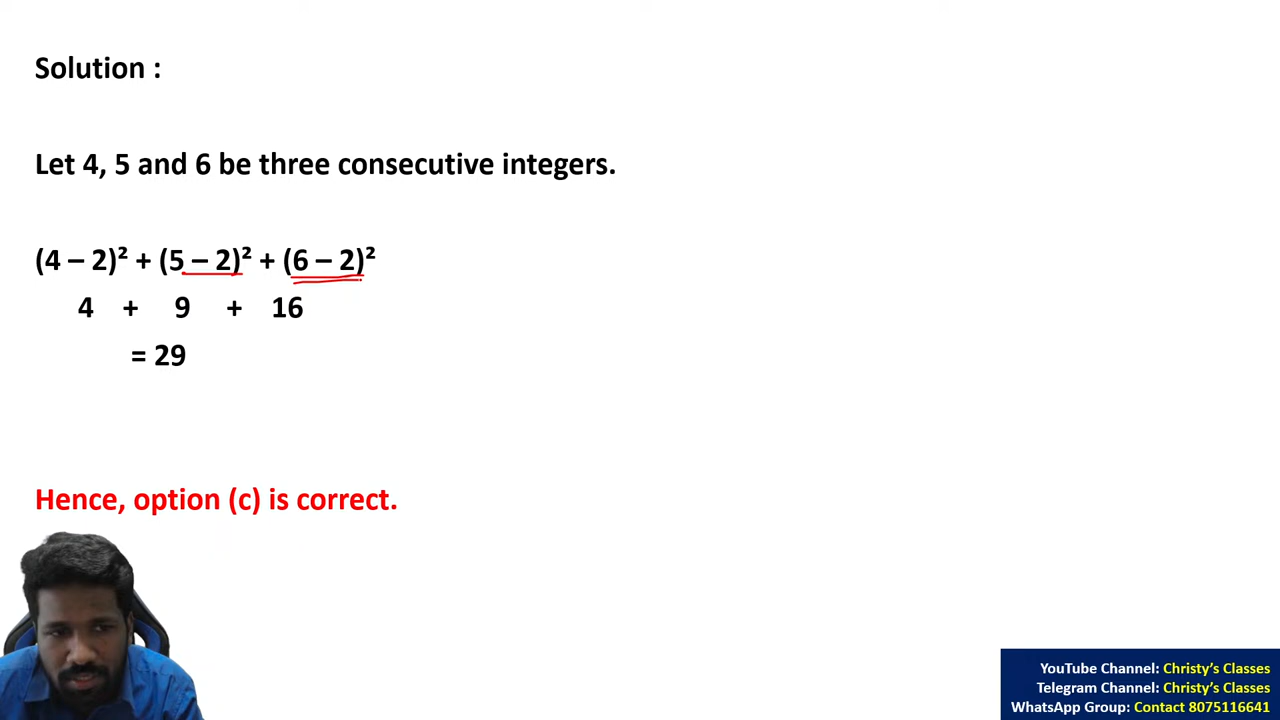 Solution :
Let 4, 5 and 6 be three consecutive integers.
(4 – 2)² + (5 – 2)² + (6 – 2)²
4 + 9 + 16
= 29
Hence, option (c) is correct.
YouTube Channel: Christy's Classes
Telegram Channel: Christy's Classes
WhatsApp Group: Contact 8075116641